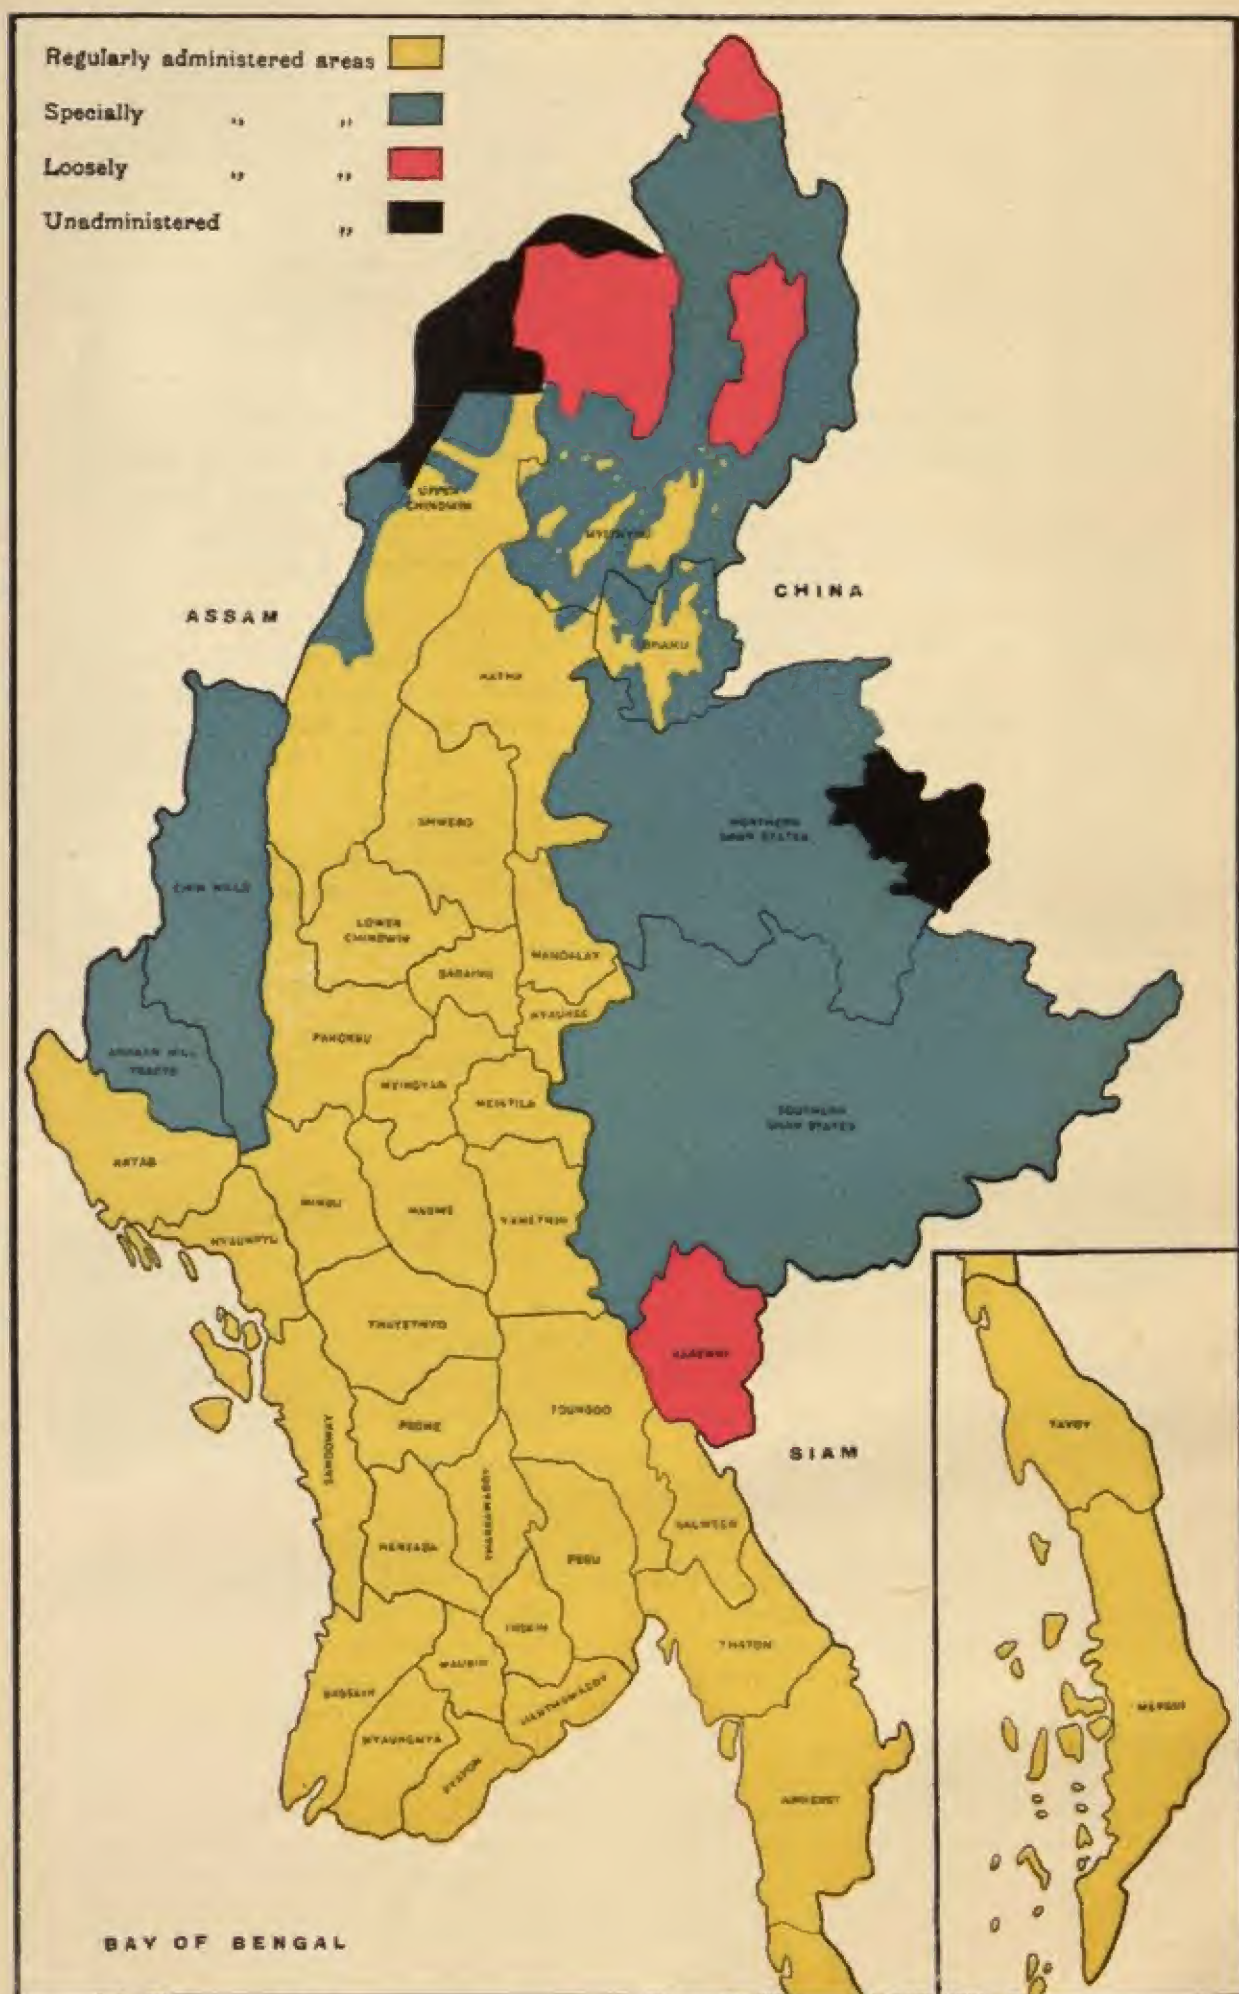 Regularly administered areas
Specially „ „
Loosely „ „
Unadministered „
UPPER
CHINDWIN
MYITKYINA
CHINA
ASSAM
BHAMO
KATHA
SHWEBO
NORTHERN
SHAN STATES
CHIN HILLS
LOWER
CHINDWIN
MANDALAY
SAGAING
KYAUKSE
PAKOKKU
ARAKAN HILL
TRACTS
MYINGYAN
MEIKTILA
SOUTHERN
SHAN STATES
AKYAB
MINBU
MAGWE
YAMETHIN
KYAUKPYU
THAYETMYO
KARENNI
TOUNGOO
PROME
SANDOWAY
SIAM
TAVOY
THARRAWADDY
SALWEEN
HENZADA
PEGU
INSEIN
THATON
MAUBIN
BASSEIN
HANTHAWADDY
MERGUI
MYAUNGMYA
PYAPON
AMHERST
BAY OF BENGAL